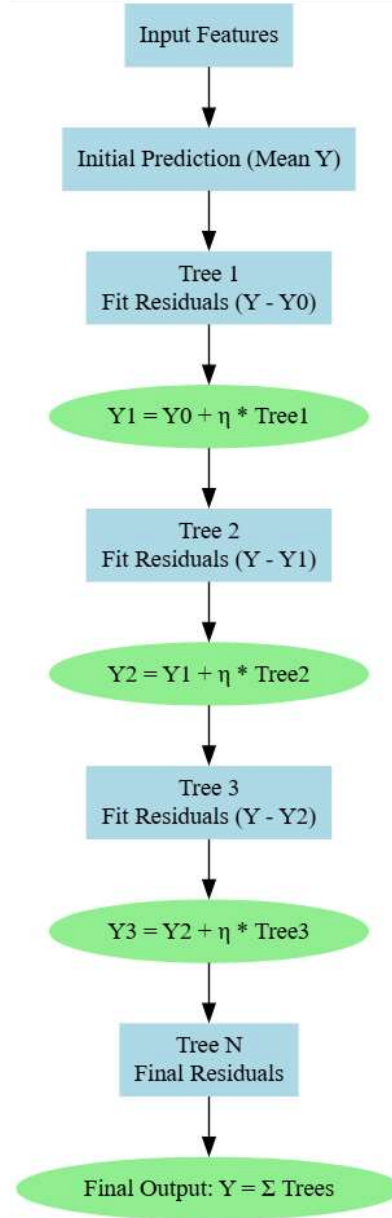 Input Features
Initial Prediction (Mean Y)
Tree 1
Fit Residuals (Y - Y0)
Y1 = Y0 + η * Tree1
Tree 2
Fit Residuals (Y - Y1)
Y2 = Y1 + η * Tree2
Tree 3
Fit Residuals (Y - Y2)
Y3 = Y2 + η * Tree3
Tree N
Final Residuals
Final Output: Y = Σ Trees